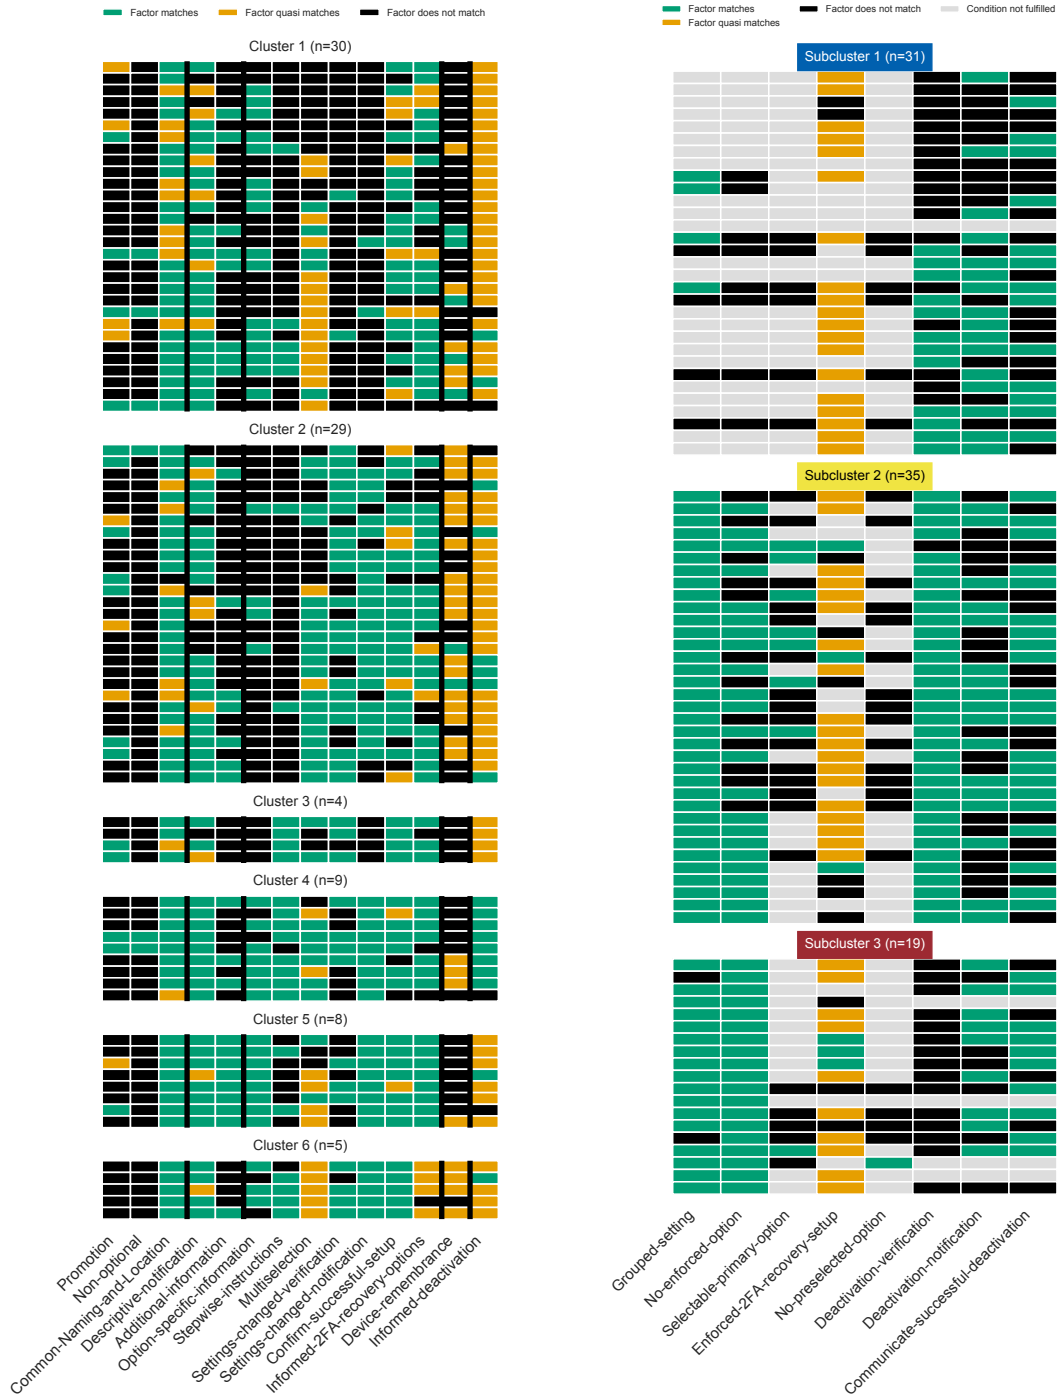 Factor matches
Factor quasi matches
Factor does not match
Cluster 1 (n=30)
Cluster 2 (n=29)
Cluster 3 (n=4)
Cluster 4 (n=9)
Cluster 5 (n=8)
Cluster 6 (n=5)
Promotion
Non-optional
Common-Naming-and-Location
Descriptive-notification
Additional-information
Option-specific-information
Stepwise-instructions
Multiselection
Settings-changed-verification
Settings-changed-notification
Confirm-successful-setup
Informed-2FA-recovery-options
Device-remembrance
Informed-deactivation
Factor matches
Factor quasi matches
Factor does not match
Condition not fulfilled
Subcluster 1 (n=31)
Subcluster 2 (n=35)
Subcluster 3 (n=19)
Grouped-setting
No-enforced-option
Selectable-primary-option
Enforced-2FA-recovery-setup
No-preselected-option
Deactivation-verification
Deactivation-notification
Communicate-successful-deactivation